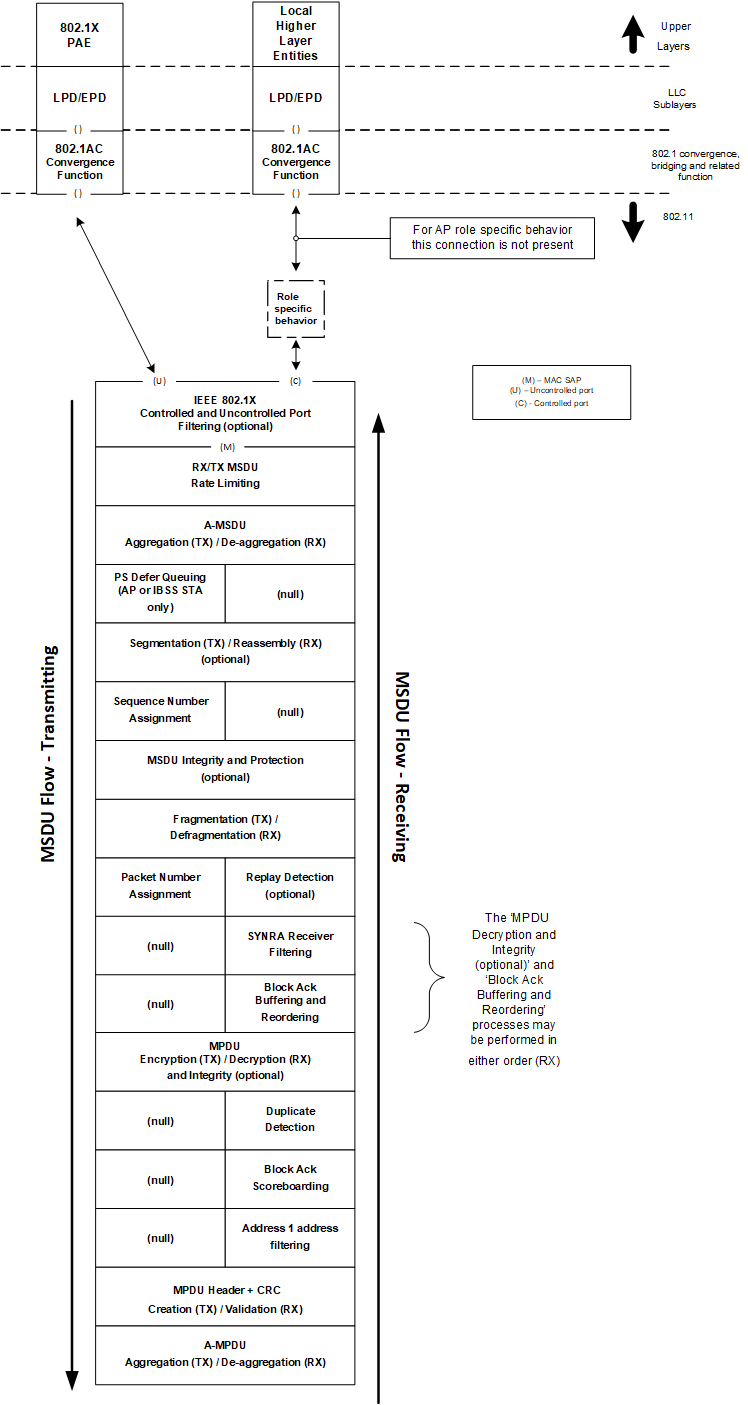 802.1X
PAE
Local
Higher
Layer
Entities
Upper
Layers
LPD/EPD
LPD/EPD
LLC
Sublayers
( )
( )
802.1AC
Convergence
Function
802.1AC
Convergence
Function
802.1 convergence,
bridging and related
function
( )
( )
802.11
For AP role specific behavior
this connection is not present
Role
specific
behavior
(U)
(C)
(M) – MAC SAP
(U) – Uncontrolled port
(C) - Controlled port
IEEE 802.1X
Controlled and Uncontrolled Port
Filtering (optional)
(M)
RX/TX MSDU
Rate Limiting
A-MSDU
Aggregation (TX) / De-aggregation (RX)
PS Defer Queuing
(AP or IBSS STA
only)
(null)
Segmentation (TX) / Reassembly (RX)
(optional)
Sequence Number
Assignment
(null)
MSDU Flow - Transmitting
MSDU Flow - Receiving
MSDU Integrity and Protection
(optional)
Fragmentation (TX) /
Defragmentation (RX)
Packet Number
Assignment
Replay Detection
(optional)
(null)
SYNRA Receiver
Filtering
(null)
Block Ack
Buffering and
Reordering
The ‘MPDU
Decryption and
Integrity
(optional)’ and
‘Block Ack
Buffering and
Reordering’
processes may
be performed in
either order (RX)
MPDU
Encryption (TX) / Decryption (RX)
and Integrity (optional)
(null)
Duplicate
Detection
(null)
Block Ack
Scoreboarding
(null)
Address 1 address
filtering
MPDU Header + CRC
Creation (TX) / Validation (RX)
A-MPDU
Aggregation (TX) / De-aggregation (RX)